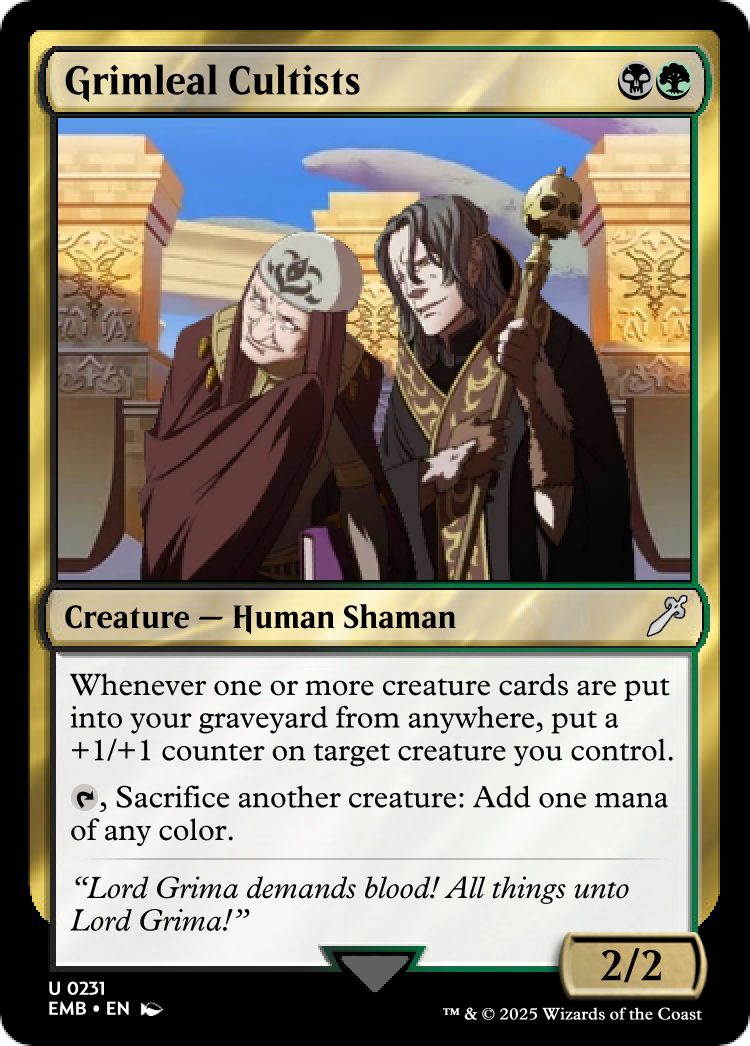 Grimleal Cultists
Creature — Human Shaman
Whenever one or more creature cards are put
into your graveyard from anywhere, put a
+1/+1 counter on target creature you control.
, Sacrifice another creature: Add one mana
of any color.
“Lord Grima demands blood! All things unto
Lord Grima!”
2/2
U 0231
EMB • EN
™ & © 2025 Wizards of the Coast